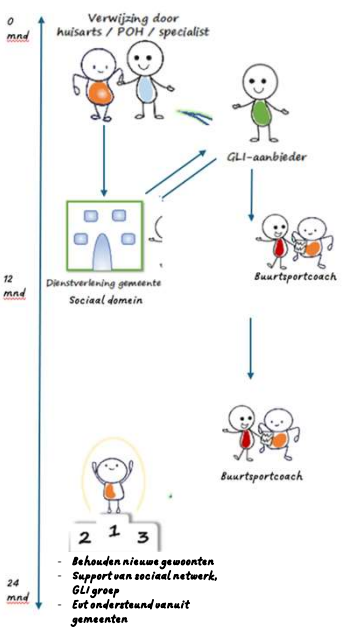 0
mnd
Verwijzing door
huisarts / POH / specialist
GLI-aanbieder
12
mnd
Dienstverlening gemeente
Sociaal domein
Buurtsportcoach
Buurtsportcoach
2 1 3
- Behouden nieuwe gewoonten
- Support van sociaal netwerk,
GLI groep
- Evt ondersteund vanuit
gemeenten
24
mnd